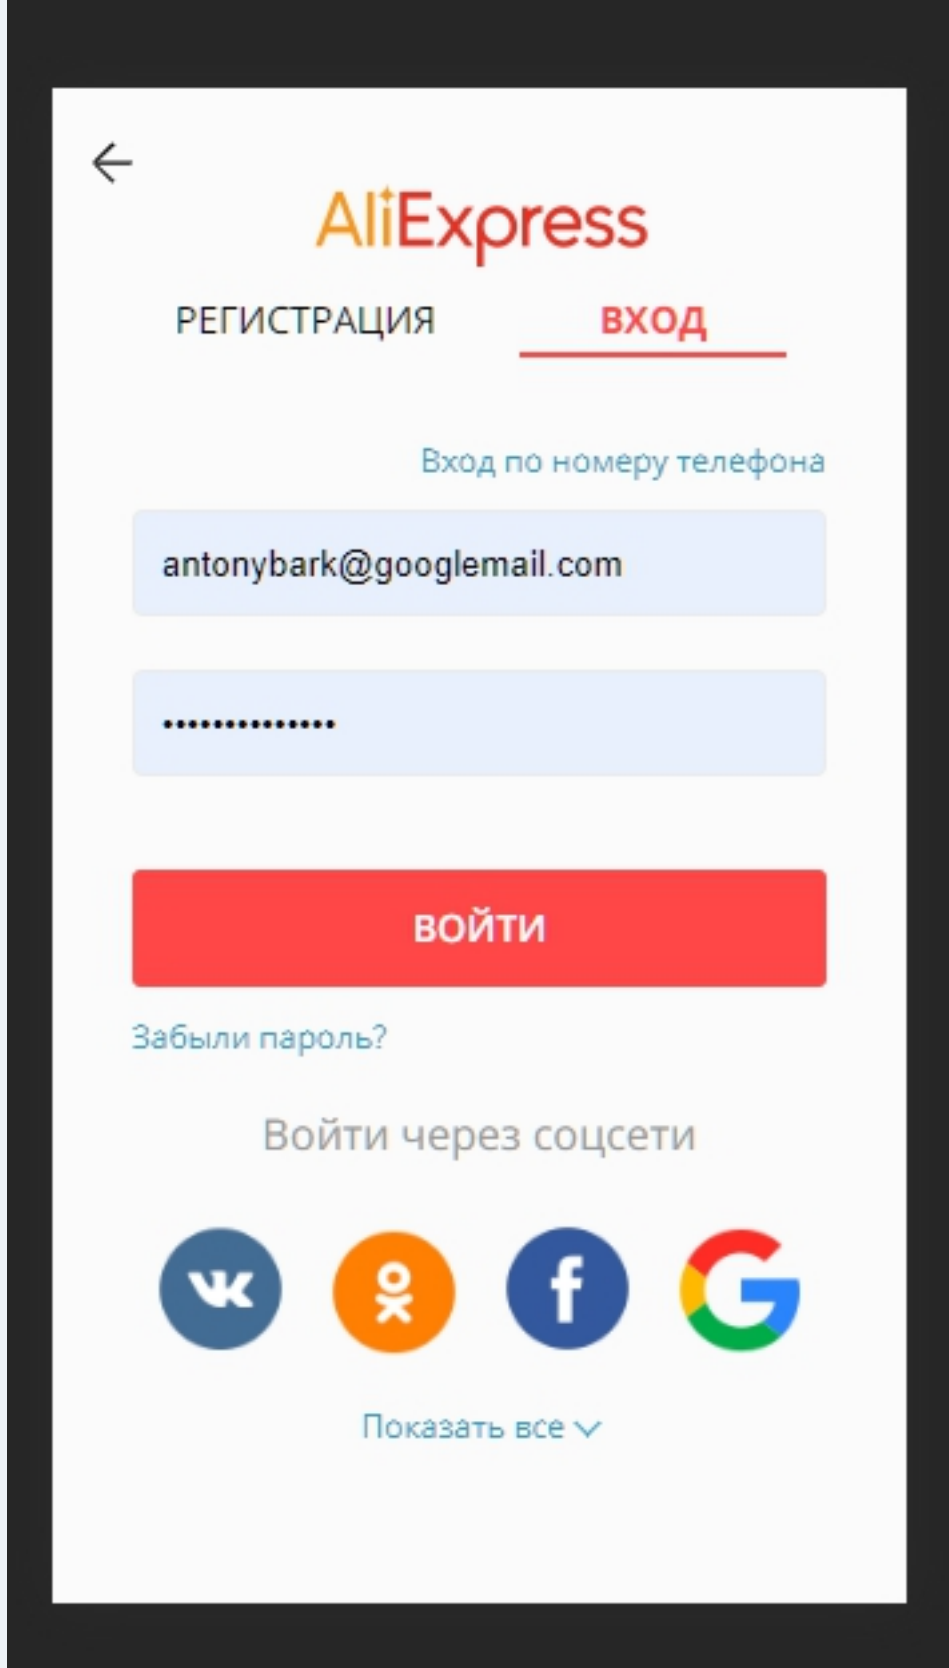 AliExpress
РЕГИСТРАЦИЯ ВХОД
Вход по номеру телефона
antonybark@googlemail.com
••••••••••••••
ВОЙТИ
Забыли пароль?
Войти через соцсети
Показать все